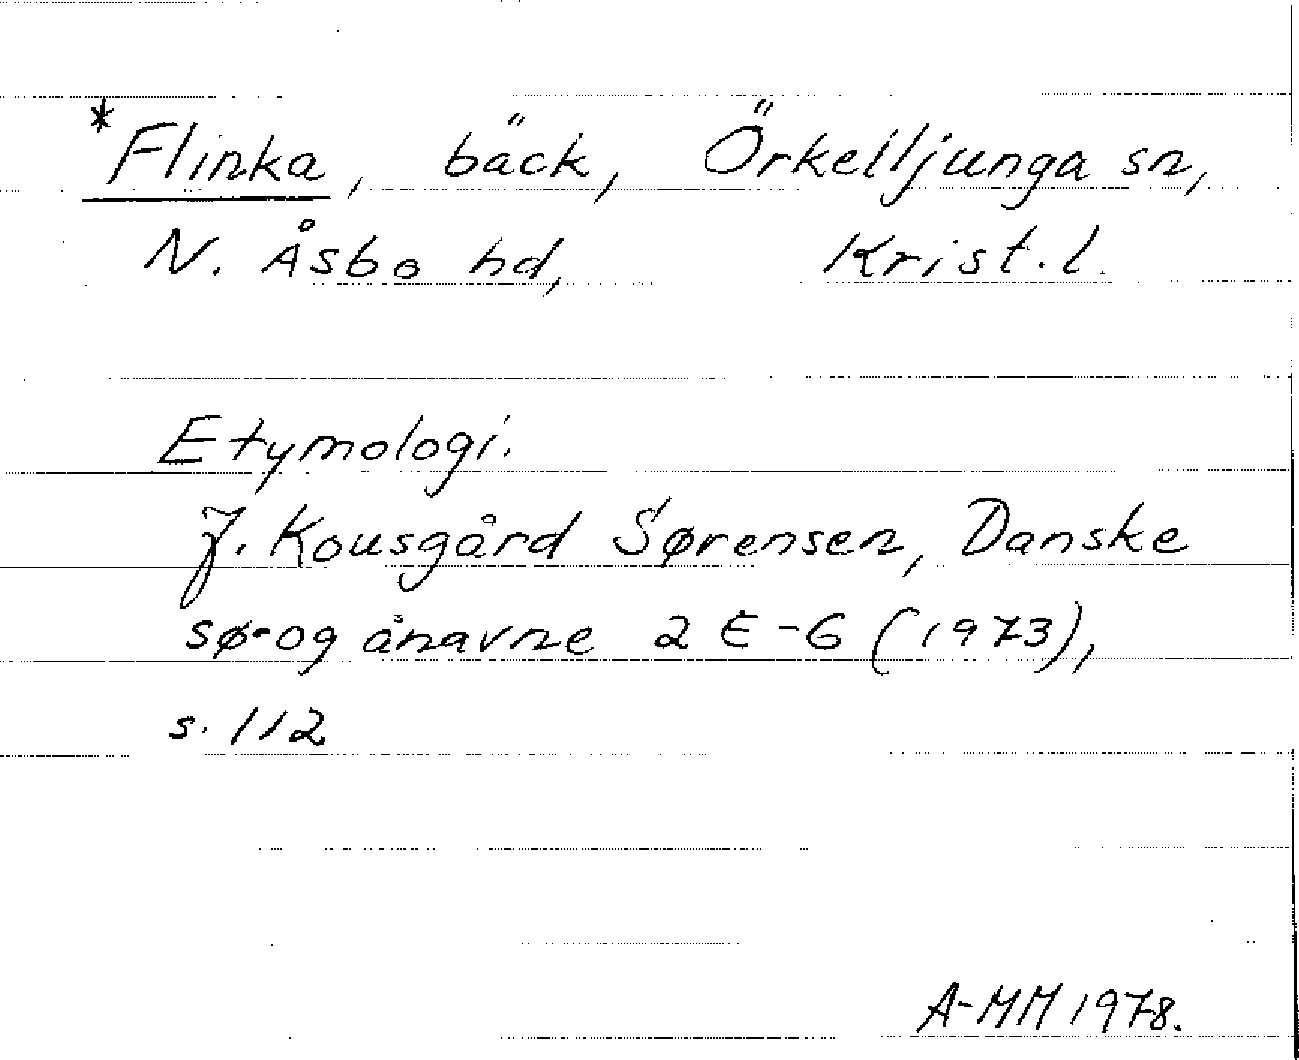 *Flinka, bäck, Örkelljunga sn,
N. Åsbo hd, Krist.l.
Etymologi.
J. Kousgård Sørensen, Danske
sø- og ånavne 2 E-G (1973),
s. 112
A-MM 1978.